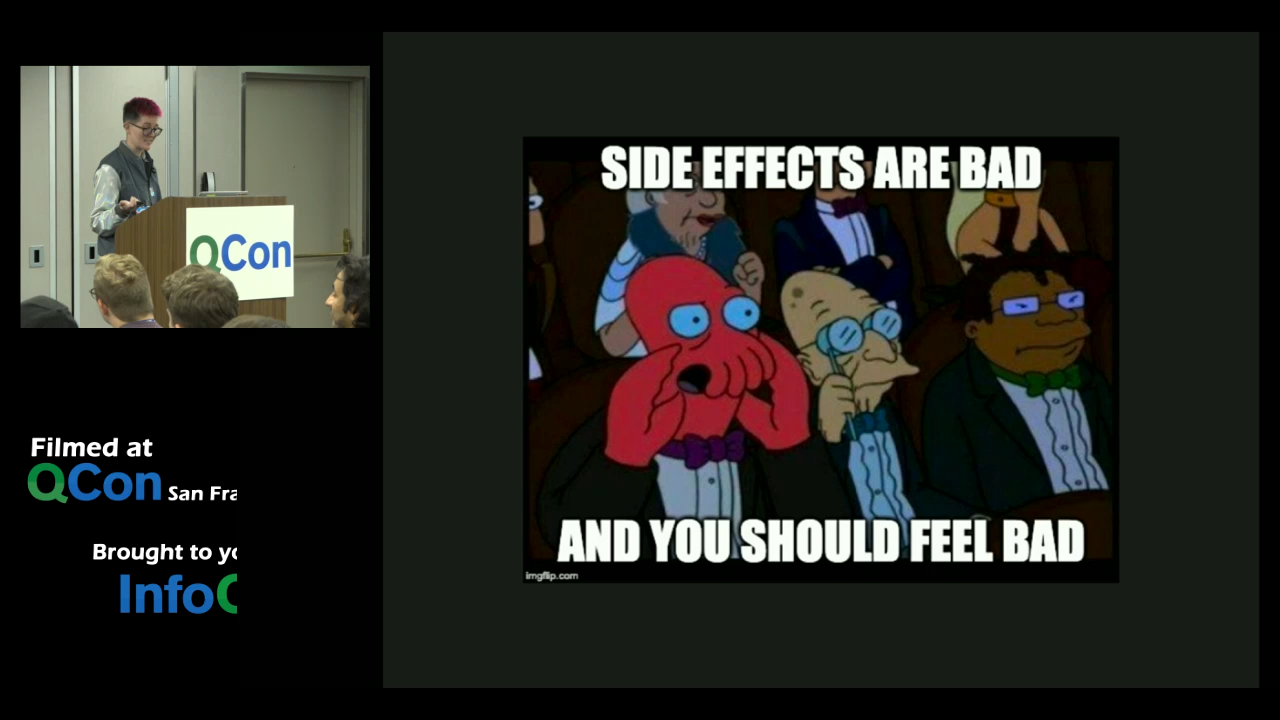 QCon
Filmed at
QCon San Fra
Brought to yo
InfoQ
SIDE EFFECTS ARE BAD
AND YOU SHOULD FEEL BAD
imgflip.com